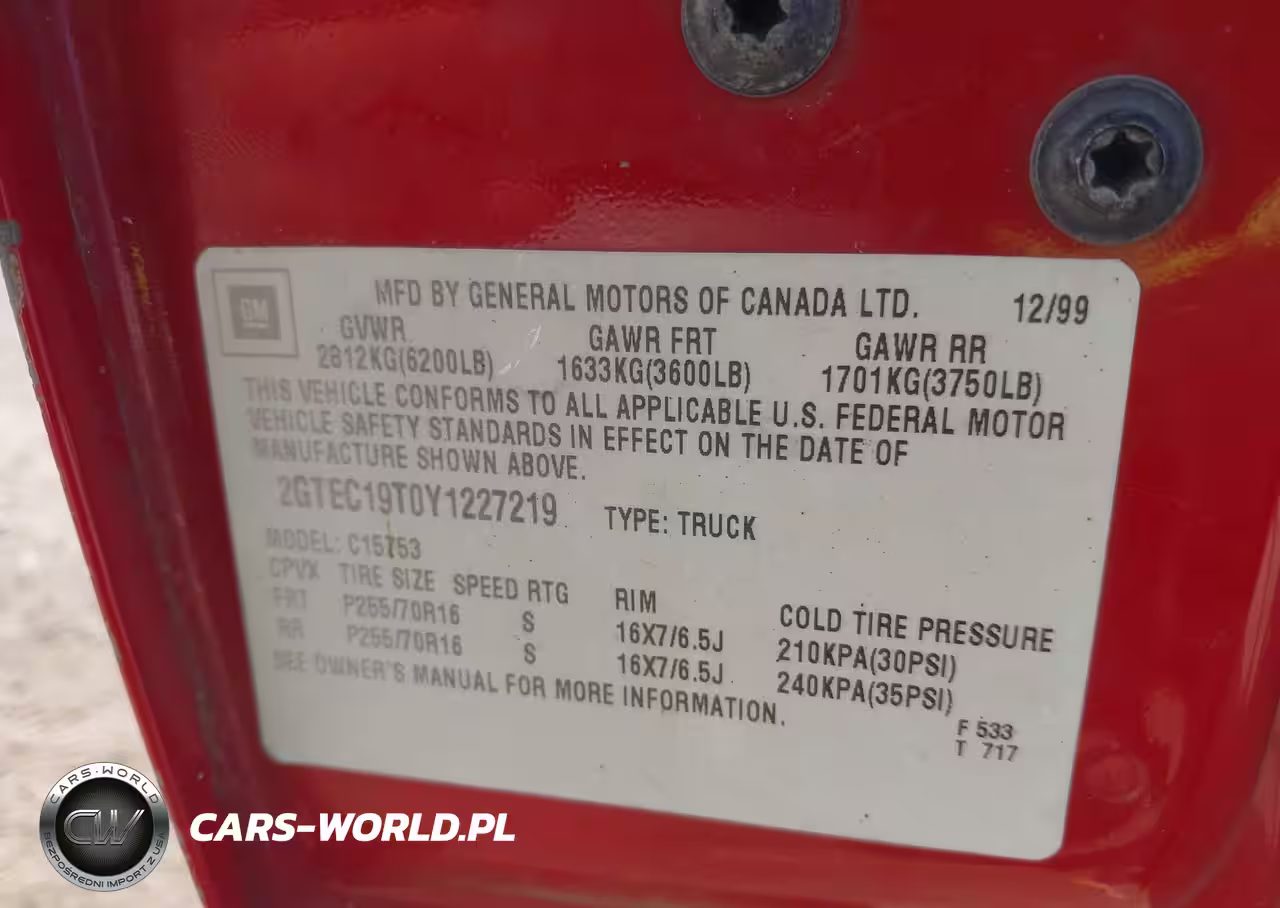 GM
MFD BY GENERAL MOTORS OF CANADA LTD. 12/99
GVWR GAWR FRT GAWR RR
2812KG(6200LB) 1633KG(3600LB) 1701KG(3750LB)
THIS VEHICLE CONFORMS TO ALL APPLICABLE U.S. FEDERAL MOTOR
VEHICLE SAFETY STANDARDS IN EFFECT ON THE DATE OF
MANUFACTURE SHOWN ABOVE.
2GTEC19T0Y1227219 TYPE: TRUCK
MODEL: C15753
CPVX TIRE SIZE SPEED RTG RIM COLD TIRE PRESSURE
FRT P255/70R16 S 16X7/6.5J 210KPA(30PSI)
RR P255/70R16 S 16X7/6.5J 240KPA(35PSI)
SEE OWNER'S MANUAL FOR MORE INFORMATION.
F 533
T 717
CARS-WORLD
CW
BEZPOŚREDNI IMPORT Z USA
CARS-WORLD.PL